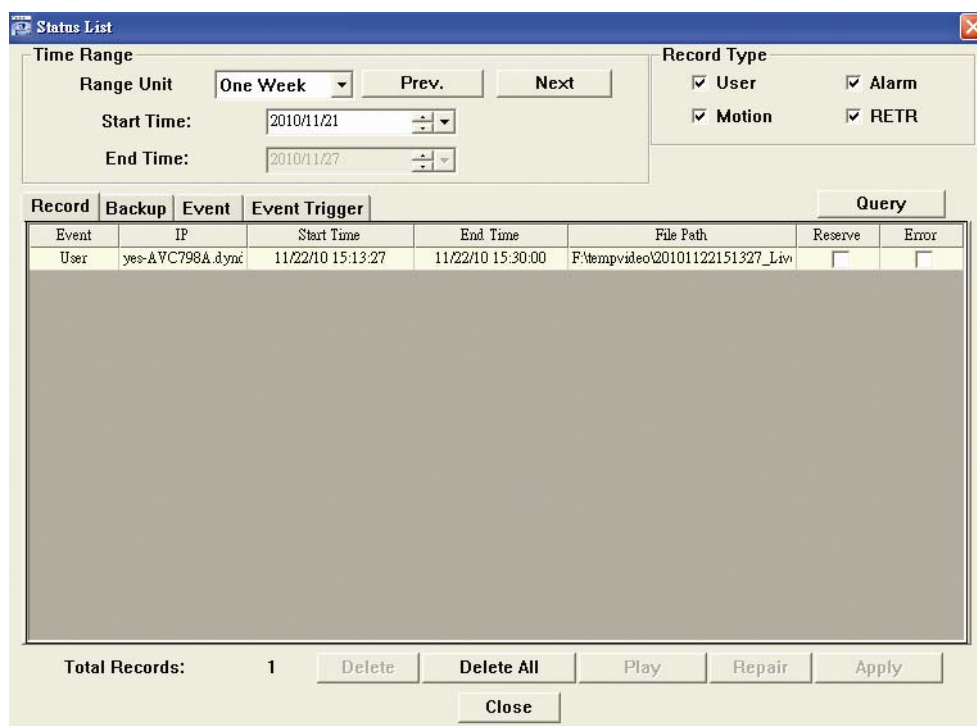 Status List
Time Range
Range Unit One Week Prev. Next
Start Time: 2010/11/21
End Time: 2010/11/27
Record Type
User Alarm
Motion RETR
Record Backup Event Event Trigger Query
Event IP Start Time End Time File Path Reserve Error
User yes-AVC798A.dyn 11/22/10 15:13:27 11/22/10 15:30:00 F:\tempvideo\20101122151327_Liv
Total Records: 1 Delete Delete All Play Repair Apply
Close